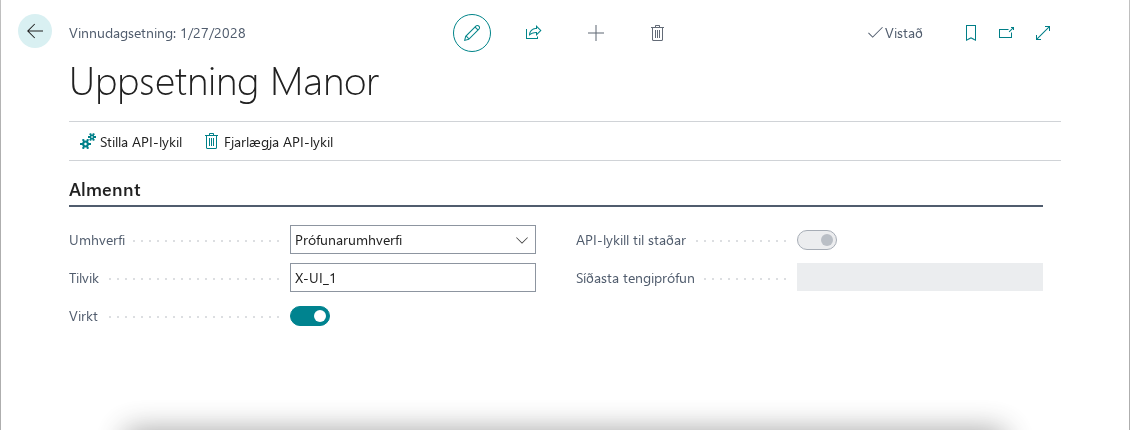 Vinnudagsetning: 1/27/2028
Vistað
Uppsetning Manor
Stilla API-lykil
Fjarlægja API-lykil
Almennt
Umhverfi
Prófunarumhverfi
API-lykill til staðar
Tilvik
X-UI_1
Síðasta tengiprófun
Virkt